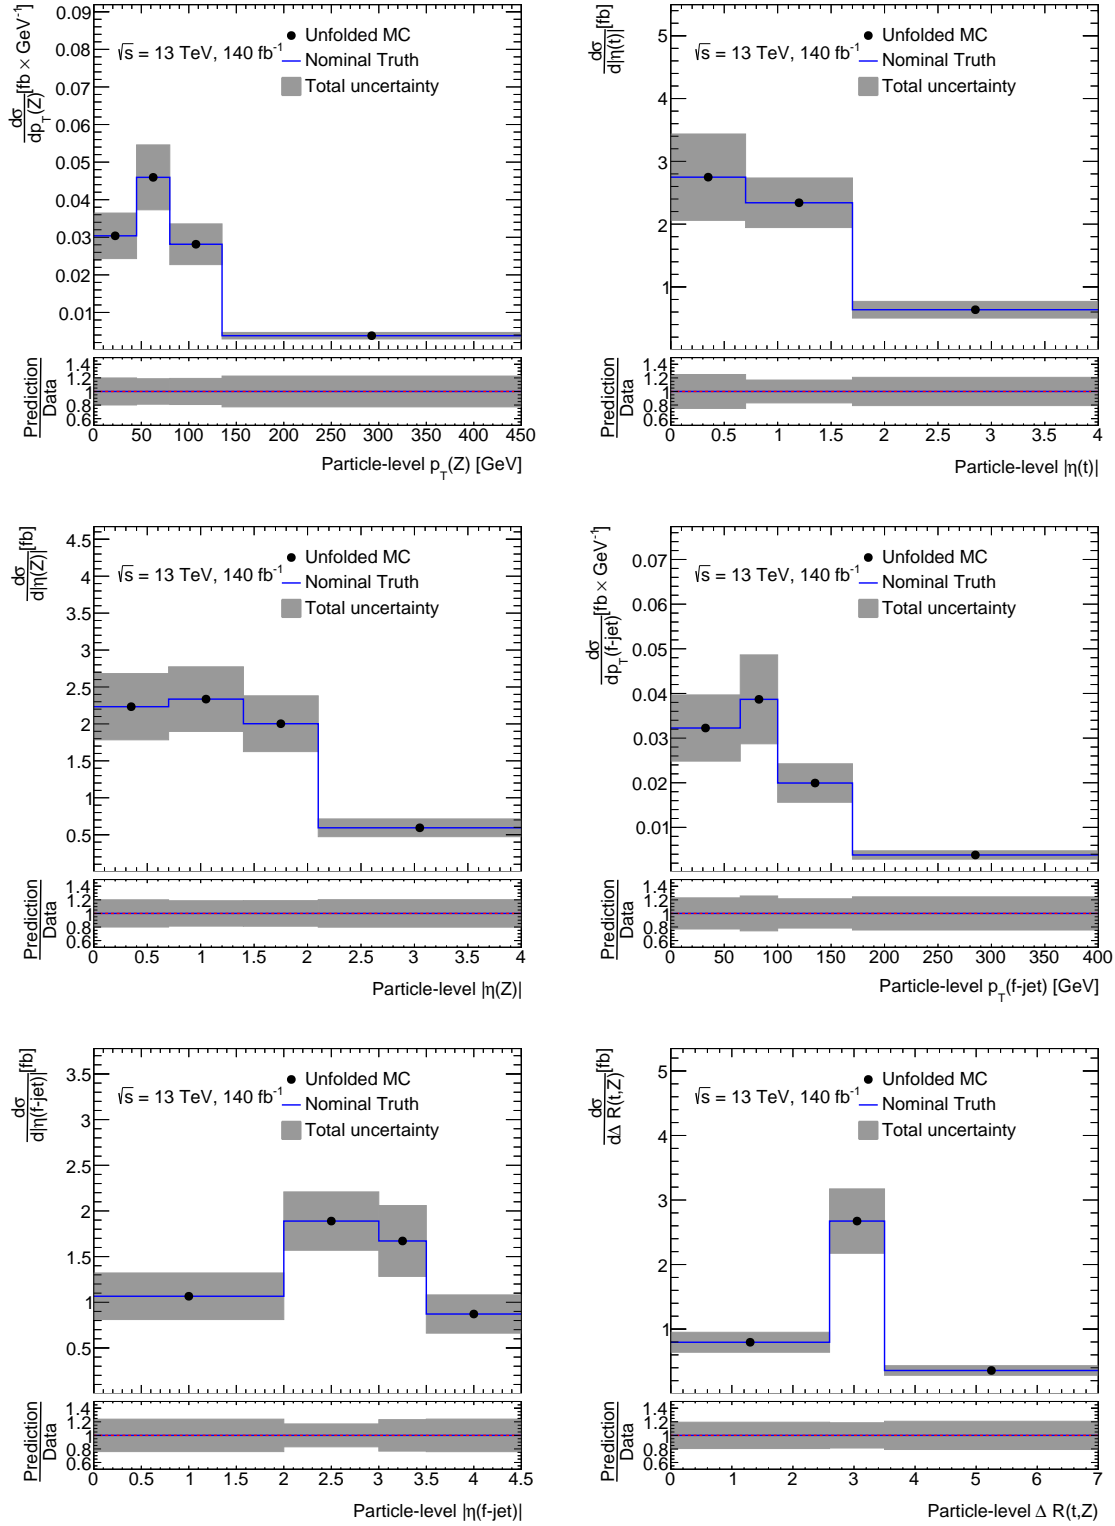 dσ/dp_T(Z) [fb × GeV⁻¹]
0.09
0.08
0.07
0.06
0.05
0.04
0.03
0.02
0.01
√s = 13 TeV, 140 fb⁻¹
Unfolded MC
Nominal Truth
Total uncertainty
Prediction/Data
1.4
1.2
1
0.8
0.6
0 50 100 150 200 250 300 350 400 450
Particle-level p_T(Z) [GeV]
dσ/d|η(t)| [fb]
5
4
3
2
1
√s = 13 TeV, 140 fb⁻¹
Unfolded MC
Nominal Truth
Total uncertainty
Prediction/Data
1.4
1.2
1
0.8
0.6
0 0.5 1 1.5 2 2.5 3 3.5 4
Particle-level |η(t)|
dσ/d|η(Z)| [fb]
4.5
4
3.5
3
2.5
2
1.5
1
0.5
√s = 13 TeV, 140 fb⁻¹
Unfolded MC
Nominal Truth
Total uncertainty
Prediction/Data
1.4
1.2
1
0.8
0.6
0 0.5 1 1.5 2 2.5 3 3.5 4
Particle-level |η(Z)|
dσ/dp_T(f-jet) [fb × GeV⁻¹]
0.07
0.06
0.05
0.04
0.03
0.02
0.01
√s = 13 TeV, 140 fb⁻¹
Unfolded MC
Nominal Truth
Total uncertainty
Prediction/Data
1.4
1.2
1
0.8
0.6
0 50 100 150 200 250 300 350 400
Particle-level p_T(f-jet) [GeV]
dσ/d|η(f-jet)| [fb]
3.5
3
2.5
2
1.5
1
0.5
√s = 13 TeV, 140 fb⁻¹
Unfolded MC
Nominal Truth
Total uncertainty
Prediction/Data
1.4
1.2
1
0.8
0.6
0 0.5 1 1.5 2 2.5 3 3.5 4 4.5
Particle-level |η(f-jet)|
dσ/dΔ R(t,Z) [fb]
5
4
3
2
1
√s = 13 TeV, 140 fb⁻¹
Unfolded MC
Nominal Truth
Total uncertainty
Prediction/Data
1.4
1.2
1
0.8
0.6
0 1 2 3 4 5 6 7
Particle-level Δ R(t,Z)